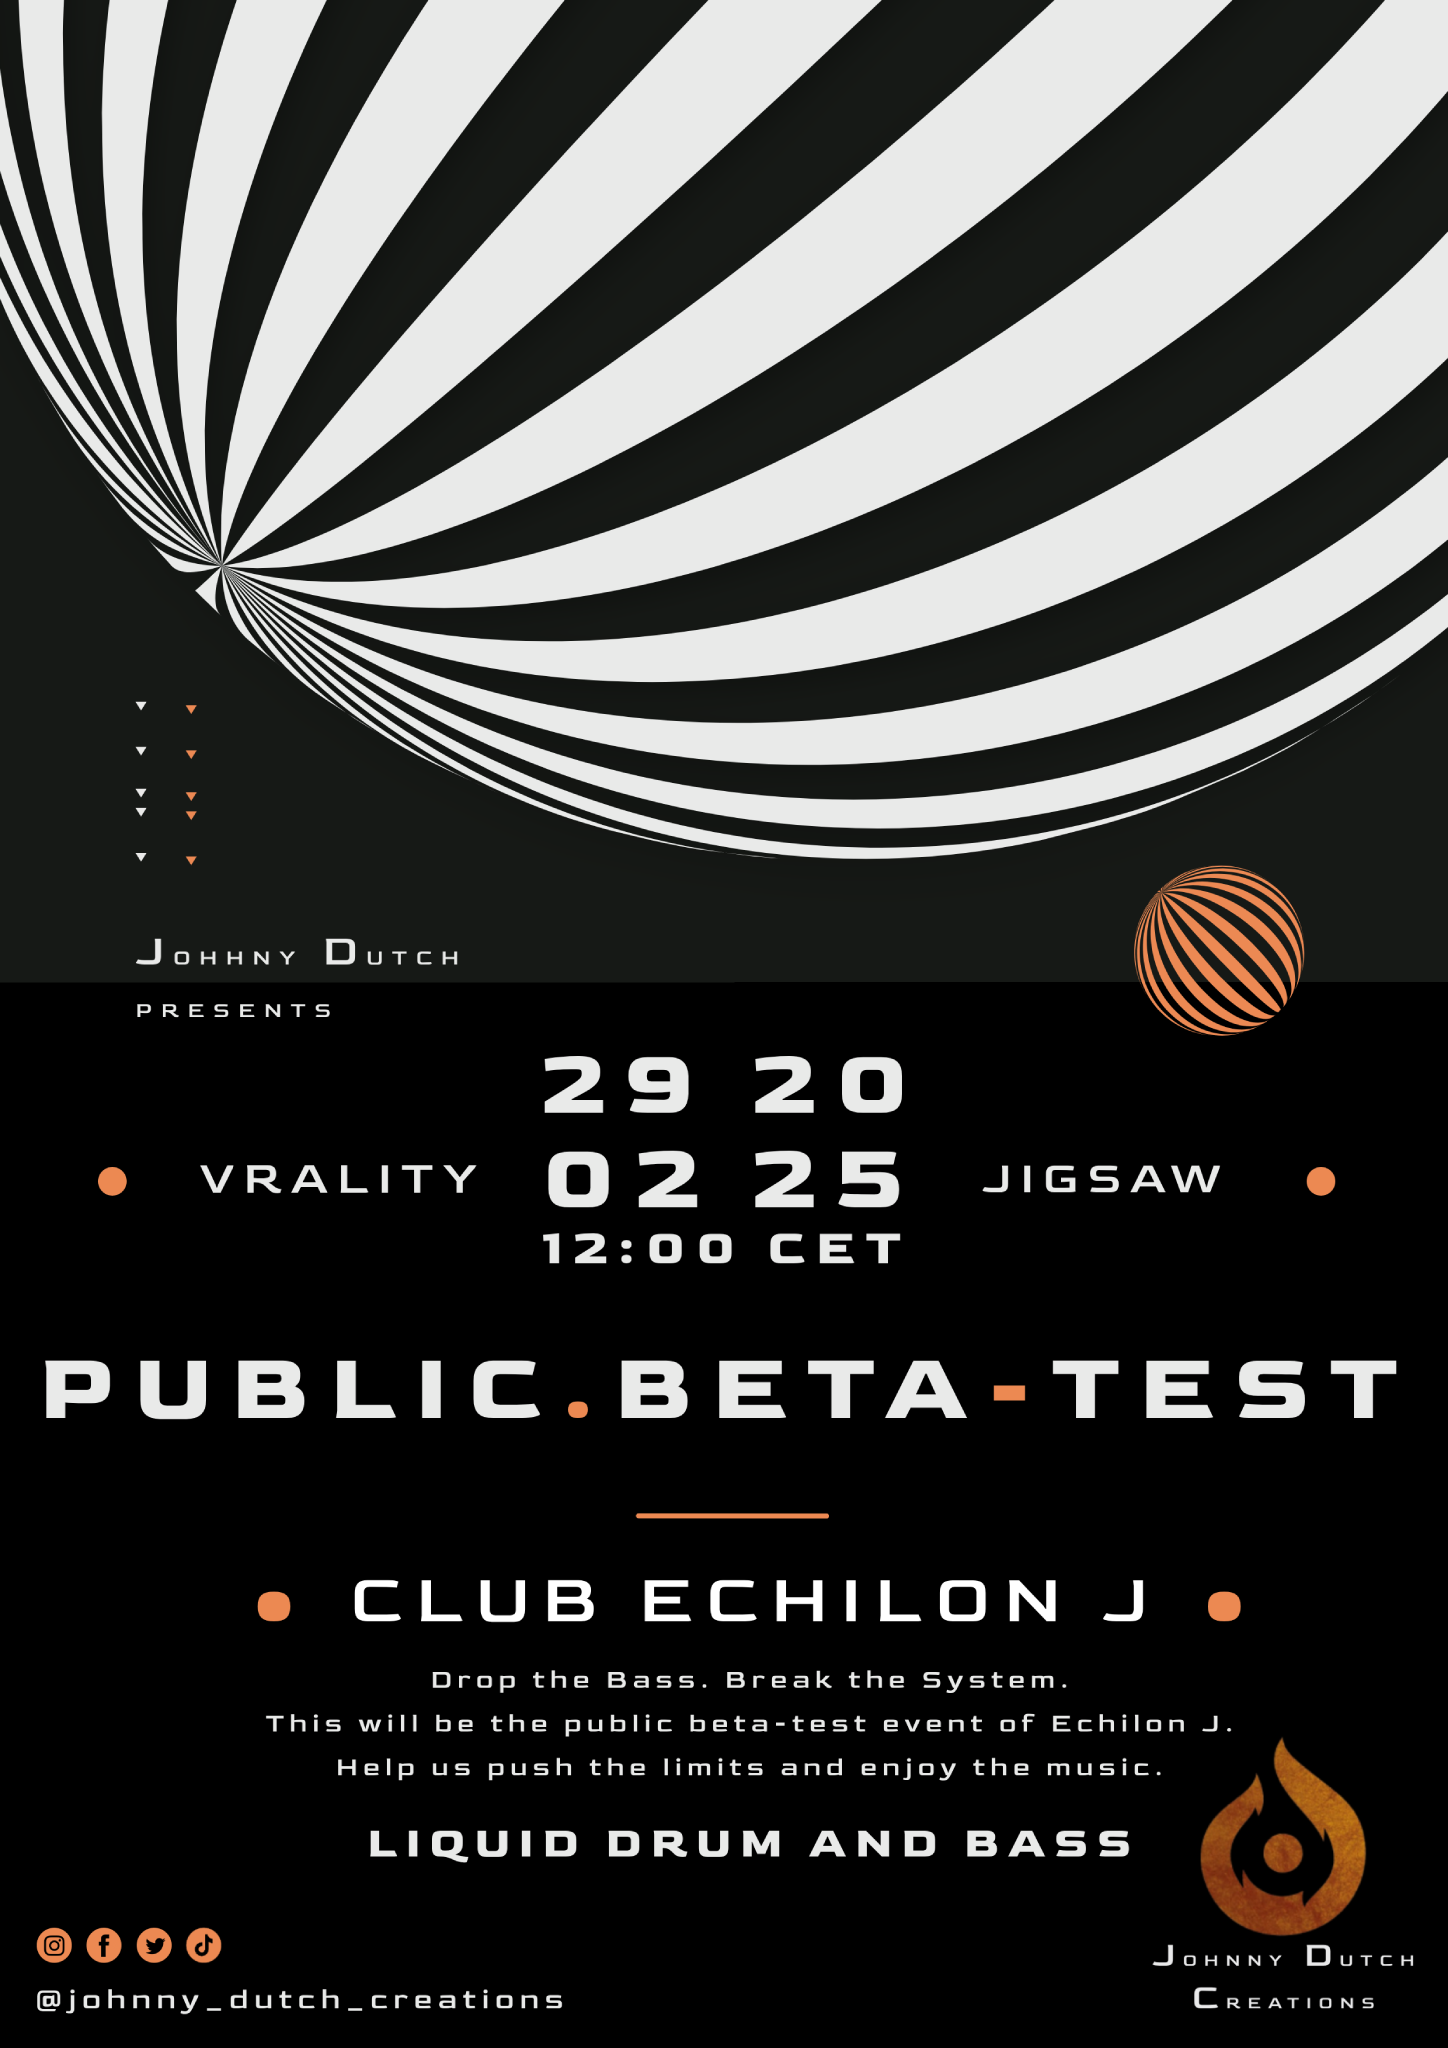 Johhny Dutch
PRESENTS
29 20
VRALITY 02 25 JIGSAW
12:00 CET
PUBLIC.BETA-TEST
CLUB ECHILON J
Drop the Bass. Break the System.
This will be the public beta-test event of Echilon J.
Help us push the limits and enjoy the music.
LIQUID DRUM AND BASS
@johnny_dutch_creations
Johnny Dutch
Creations